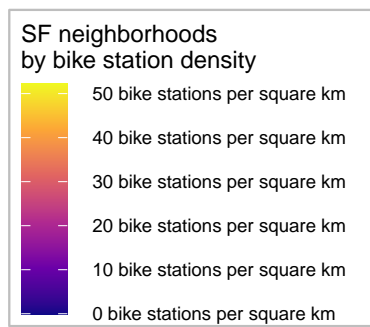 SF neighborhoods
by bike station density
50 bike stations per square km
40 bike stations per square km
30 bike stations per square km
20 bike stations per square km
10 bike stations per square km
0 bike stations per square km